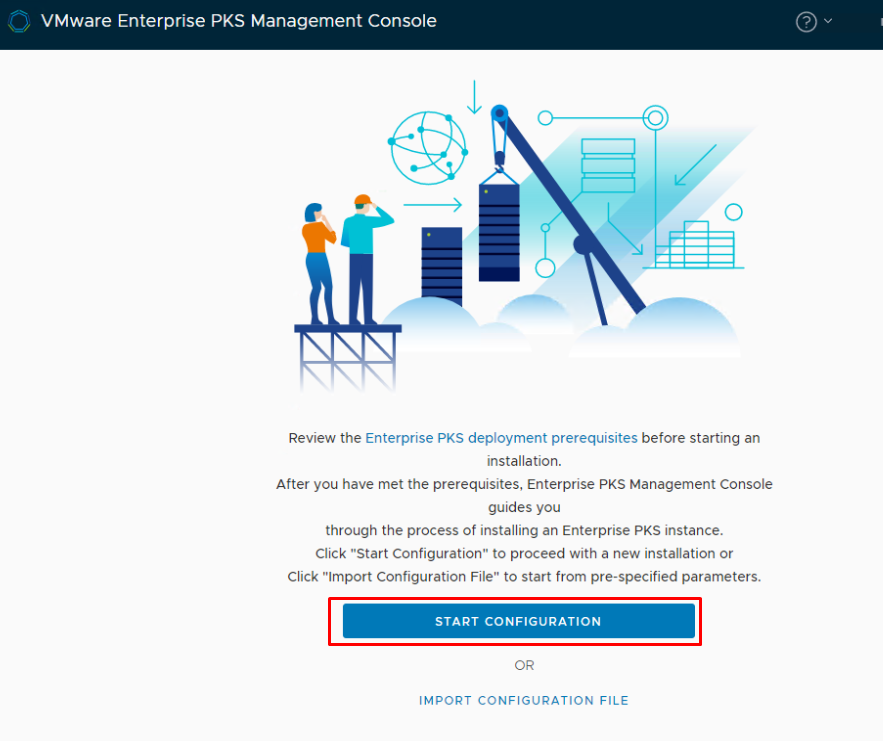 VMware Enterprise PKS Management Console
Review the Enterprise PKS deployment prerequisites before starting an
installation.
After you have met the prerequisites, Enterprise PKS Management Console
guides you
through the process of installing an Enterprise PKS instance.
Click "Start Configuration" to proceed with a new installation or
Click "Import Configuration File" to start from pre-specified parameters.
START CONFIGURATION
OR
IMPORT CONFIGURATION FILE